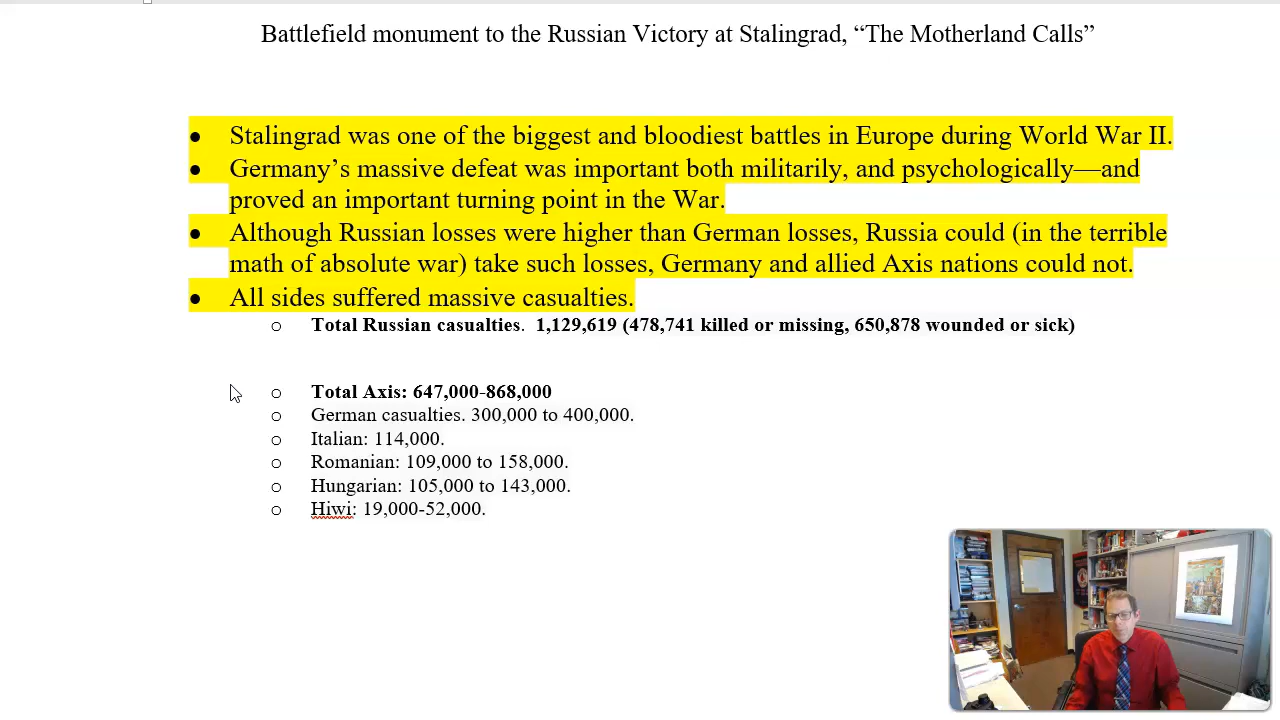 Battlefield monument to the Russian Victory at Stalingrad, “The Motherland Calls”
● Stalingrad was one of the biggest and bloodiest battles in Europe during World War II.
● Germany’s massive defeat was important both militarily, and psychologically—and
proved an important turning point in the War.
● Although Russian losses were higher than German losses, Russia could (in the terrible
math of absolute war) take such losses, Germany and allied Axis nations could not.
● All sides suffered massive casualties.
o Total Russian casualties. 1,129,619 (478,741 killed or missing, 650,878 wounded or sick)
o Total Axis: 647,000-868,000
o German casualties. 300,000 to 400,000.
o Italian: 114,000.
o Romanian: 109,000 to 158,000.
o Hungarian: 105,000 to 143,000.
o Hiwi: 19,000-52,000.